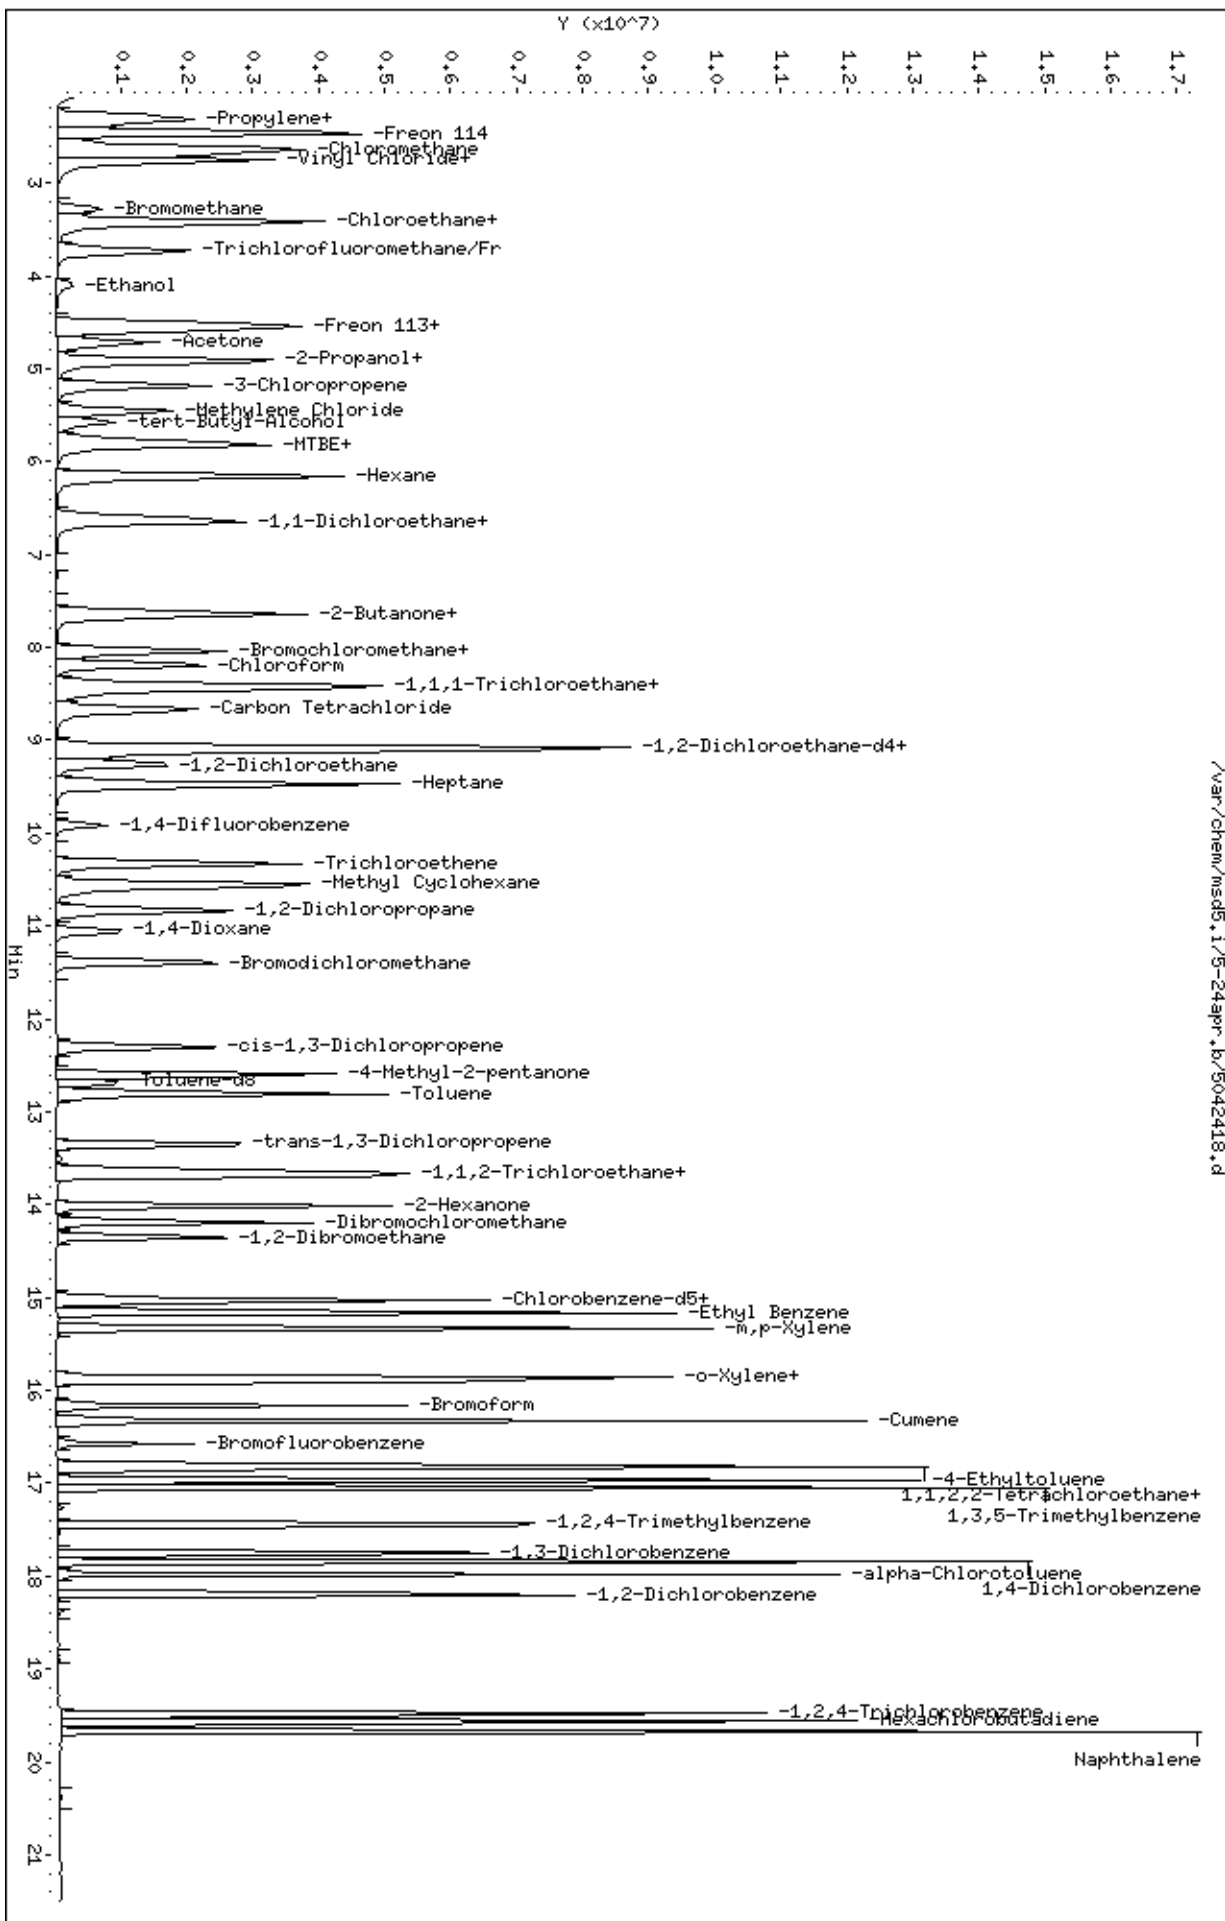 Y (x10^7)
0.1
0.2
0.3
0.4
0.5
0.6
0.7
0.8
0.9
1.0
1.1
1.2
1.3
1.4
1.5
1.6
1.7
-Propylene+
-Freon 114
-Chloromethane
-Vinyl Chloride+
3
-Bromomethane
-Chloroethane+
-Trichlorofluoromethane/Fr
4
-Ethanol
-Freon 113+
-Acetone
5
-2-Propanol+
-3-Chloropropene
-Methylene Chloride
-tert-Butyl-Alcohol
-MTBE+
6
-Hexane
-1,1-Dichloroethane+
7
-2-Butanone+
8
-Bromochloromethane+
-Chloroform
-1,1,1-Trichloroethane+
-Carbon Tetrachloride
9
-1,2-Dichloroethane-d4+
-1,2-Dichloroethane
-Heptane
-1,4-Difluorobenzene
10
-Trichloroethene
-Methyl Cyclohexane
-1,2-Dichloropropane
11
-1,4-Dioxane
-Bromodichloromethane
Min
12
-cis-1,3-Dichloropropene
-4-Methyl-2-pentanone
-Toluene-d8
-Toluene
13
-trans-1,3-Dichloropropene
-1,1,2-Trichloroethane+
14
-2-Hexanone
-Dibromochloromethane
-1,2-Dibromoethane
15
-Chlorobenzene-d5+
-Ethyl Benzene
-m,p-Xylene
-o-Xylene+
16
-Bromoform
-Cumene
-Bromofluorobenzene
17
-4-Ethyltoluene
1,1,2,2-Tetrachloroethane+
1,3,5-Trimethylbenzene
-1,2,4-Trimethylbenzene
-1,3-Dichlorobenzene
18
-alpha-Chlorotoluene
1,4-Dichlorobenzene
-1,2-Dichlorobenzene
19
-1,2,4-Trichlorobenzene
-Hexachlorobutadiene
Naphthalene
20
21
/var/chem/msd5.i/5-24apr.b/5042418.d